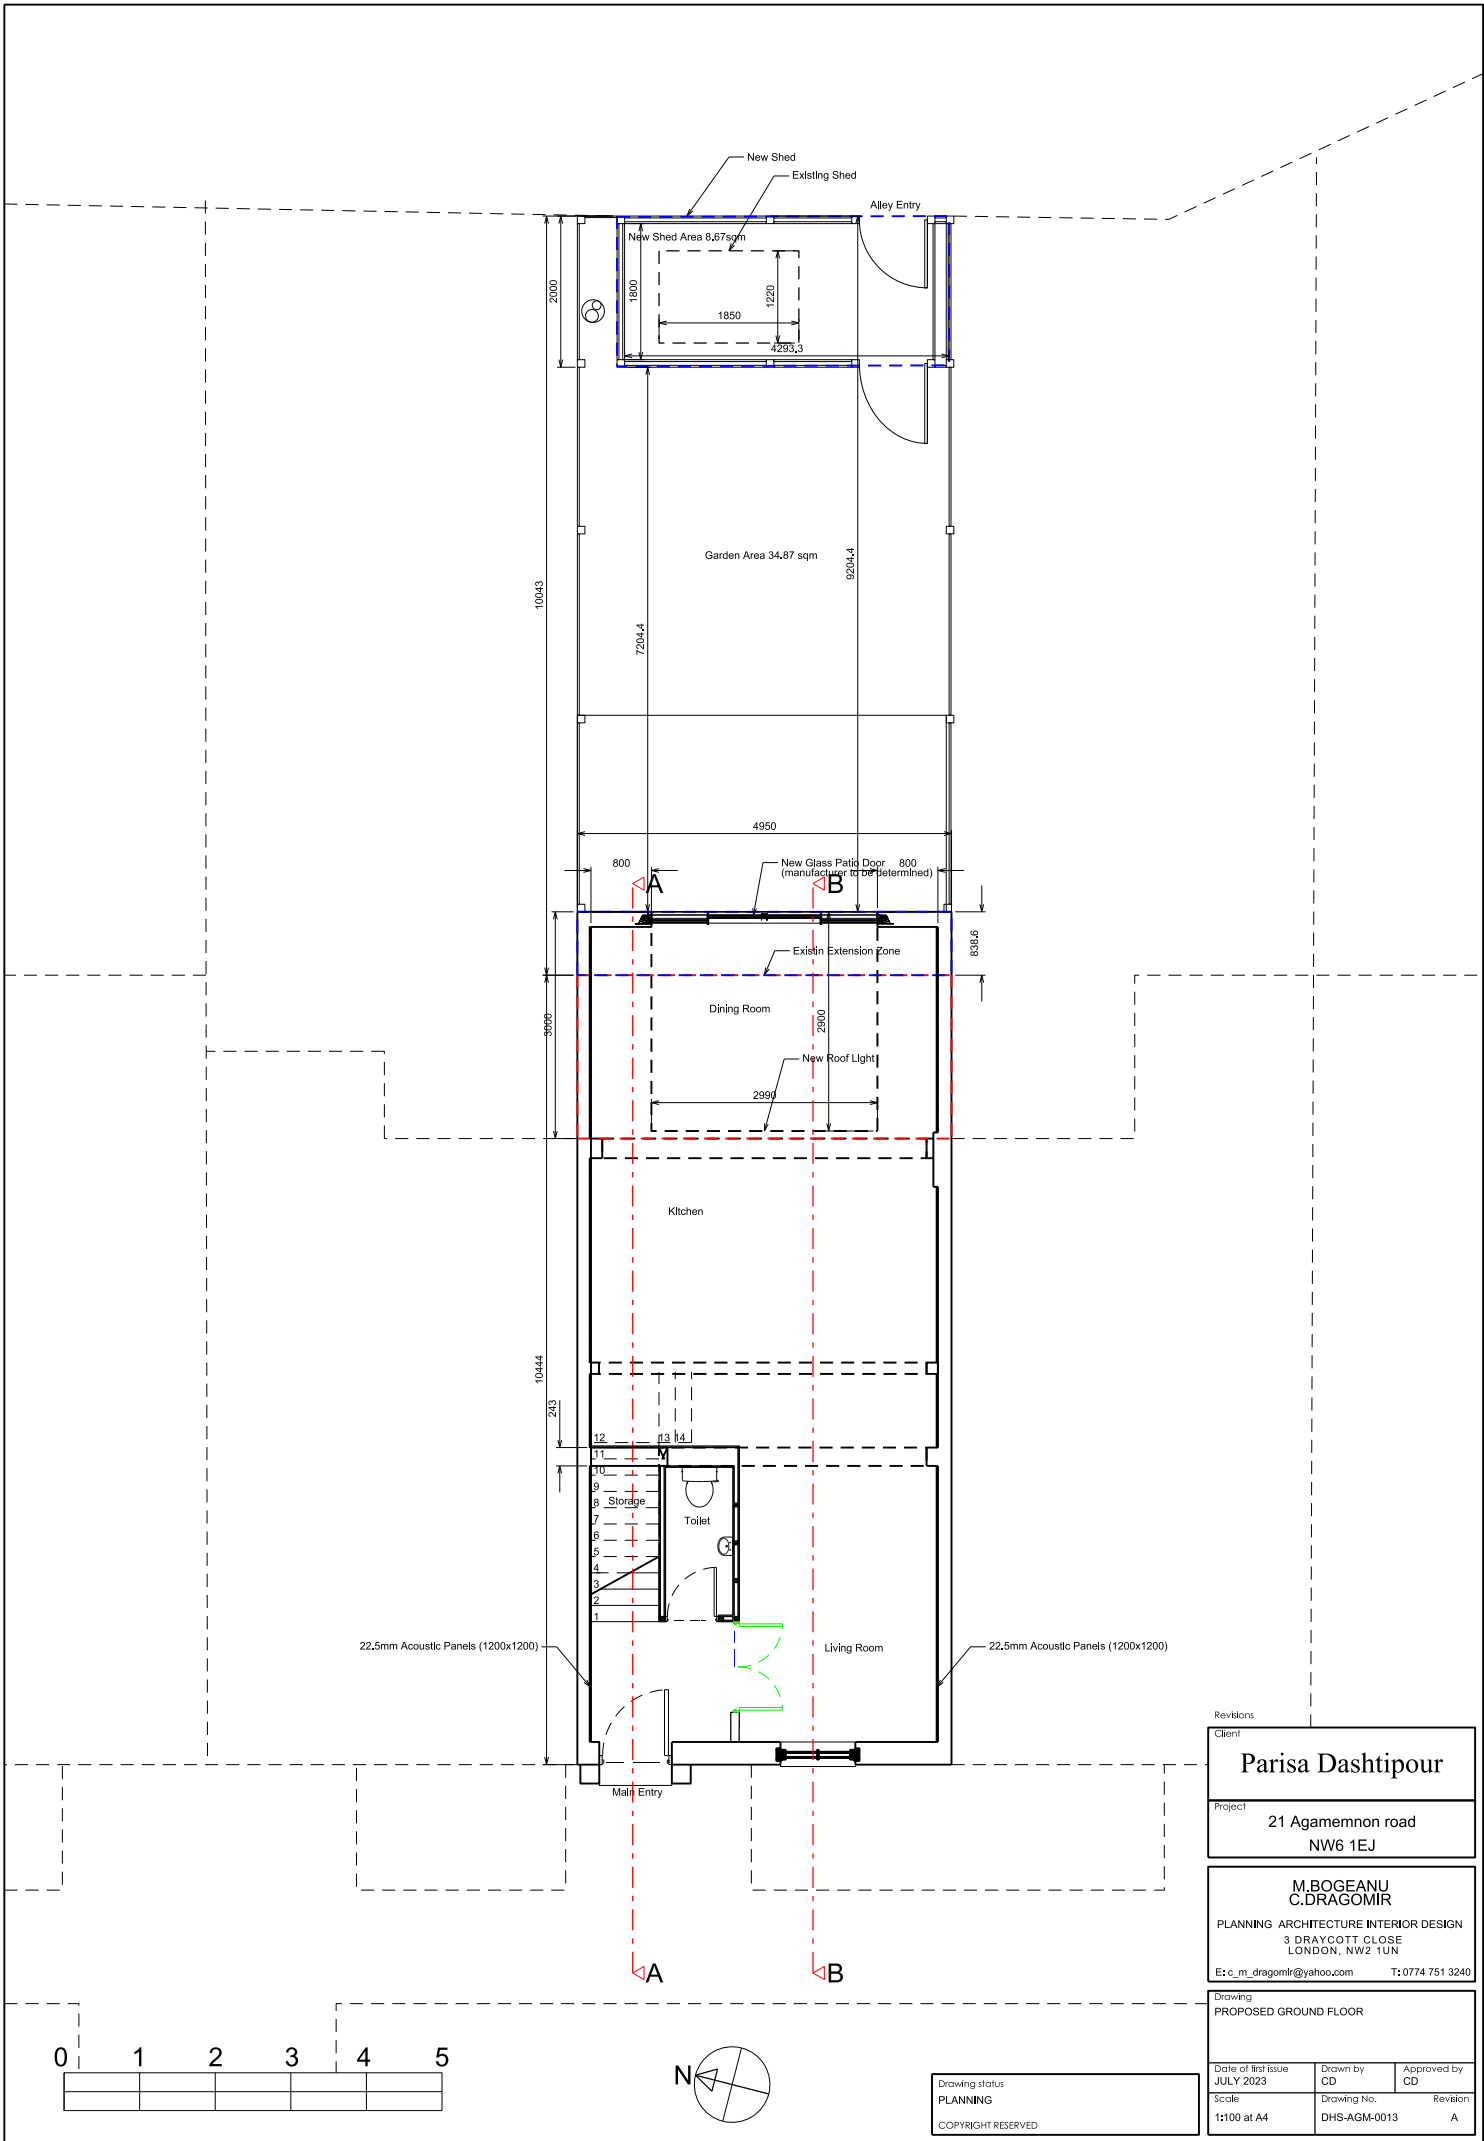 New Shed
Existing Shed
Alley Entry
New Shed Area 8.67sqm
2000
1800
1220
1850
4293.3
Garden Area 34.87 sqm
9204.4
10043
7204.4
4950
800
New Glass Patio Door
(manufacturer to be determined)
800
A
B
838.6
Existin Extension Zone
Dining Room
3000
2900
New Roof Light
2990
Kitchen
10444
243
12
13
14
11
10
9
8
7
6
5
4
3
2
1
Storage
Toilet
22.5mm Acoustic Panels (1200x1200)
Living Room
22.5mm Acoustic Panels (1200x1200)
Main Entry
A
B
0 1 2 3 4 5
N
Drawing status
PLANNING
COPYRIGHT RESERVED
Revisions
Client
Parisa Dashtipour
Project
21 Agamemnon road
NW6 1EJ
M.BOGEANU
C.DRAGOMIR
PLANNING ARCHITECTURE INTERIOR DESIGN
3 DRAYCOTT CLOSE
LONDON, NW2 1UN
E: c_m_dragomir@yahoo.com T: 0774 751 3240
Drawing
PROPOSED GROUND FLOOR
Date of first issue Drawn by Approved by
JULY 2023 CD CD
Scale Drawing No. Revision
1:100 at A4 DHS-AGM-0013 A